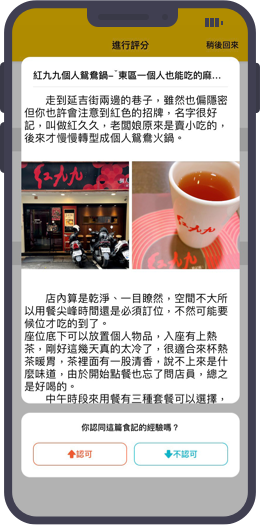 進行評分
稍後回來
紅九九個人鴛鴦鍋-ˇ東區一個人也能吃的麻...
走到延吉街兩邊的巷子，雖然也偏隱密
但你也許會注意到紅色的招牌，名字很好
記，叫做紅久久，老闆娘原來是賣小吃的，
後來才慢慢轉型成個人鴛鴦火鍋。
紅九九
紅九九
店內算是乾淨、一目瞭然，空間不大所
以用餐尖峰時間還是必須訂位，不然可能要
候位才吃的到了。
座位底下可以放置個人物品，入座有上熱
茶，剛好這幾天真的太冷了，很適合來杯熱
茶暖胃，茶裡面有一股清香，說不上來是什
麼味道，由於開始點餐也忘了問店員，總之
是好喝的。
中午時段來用餐有三種套餐可以選擇，
你認同這篇食記的經驗嗎？
認可
不認可